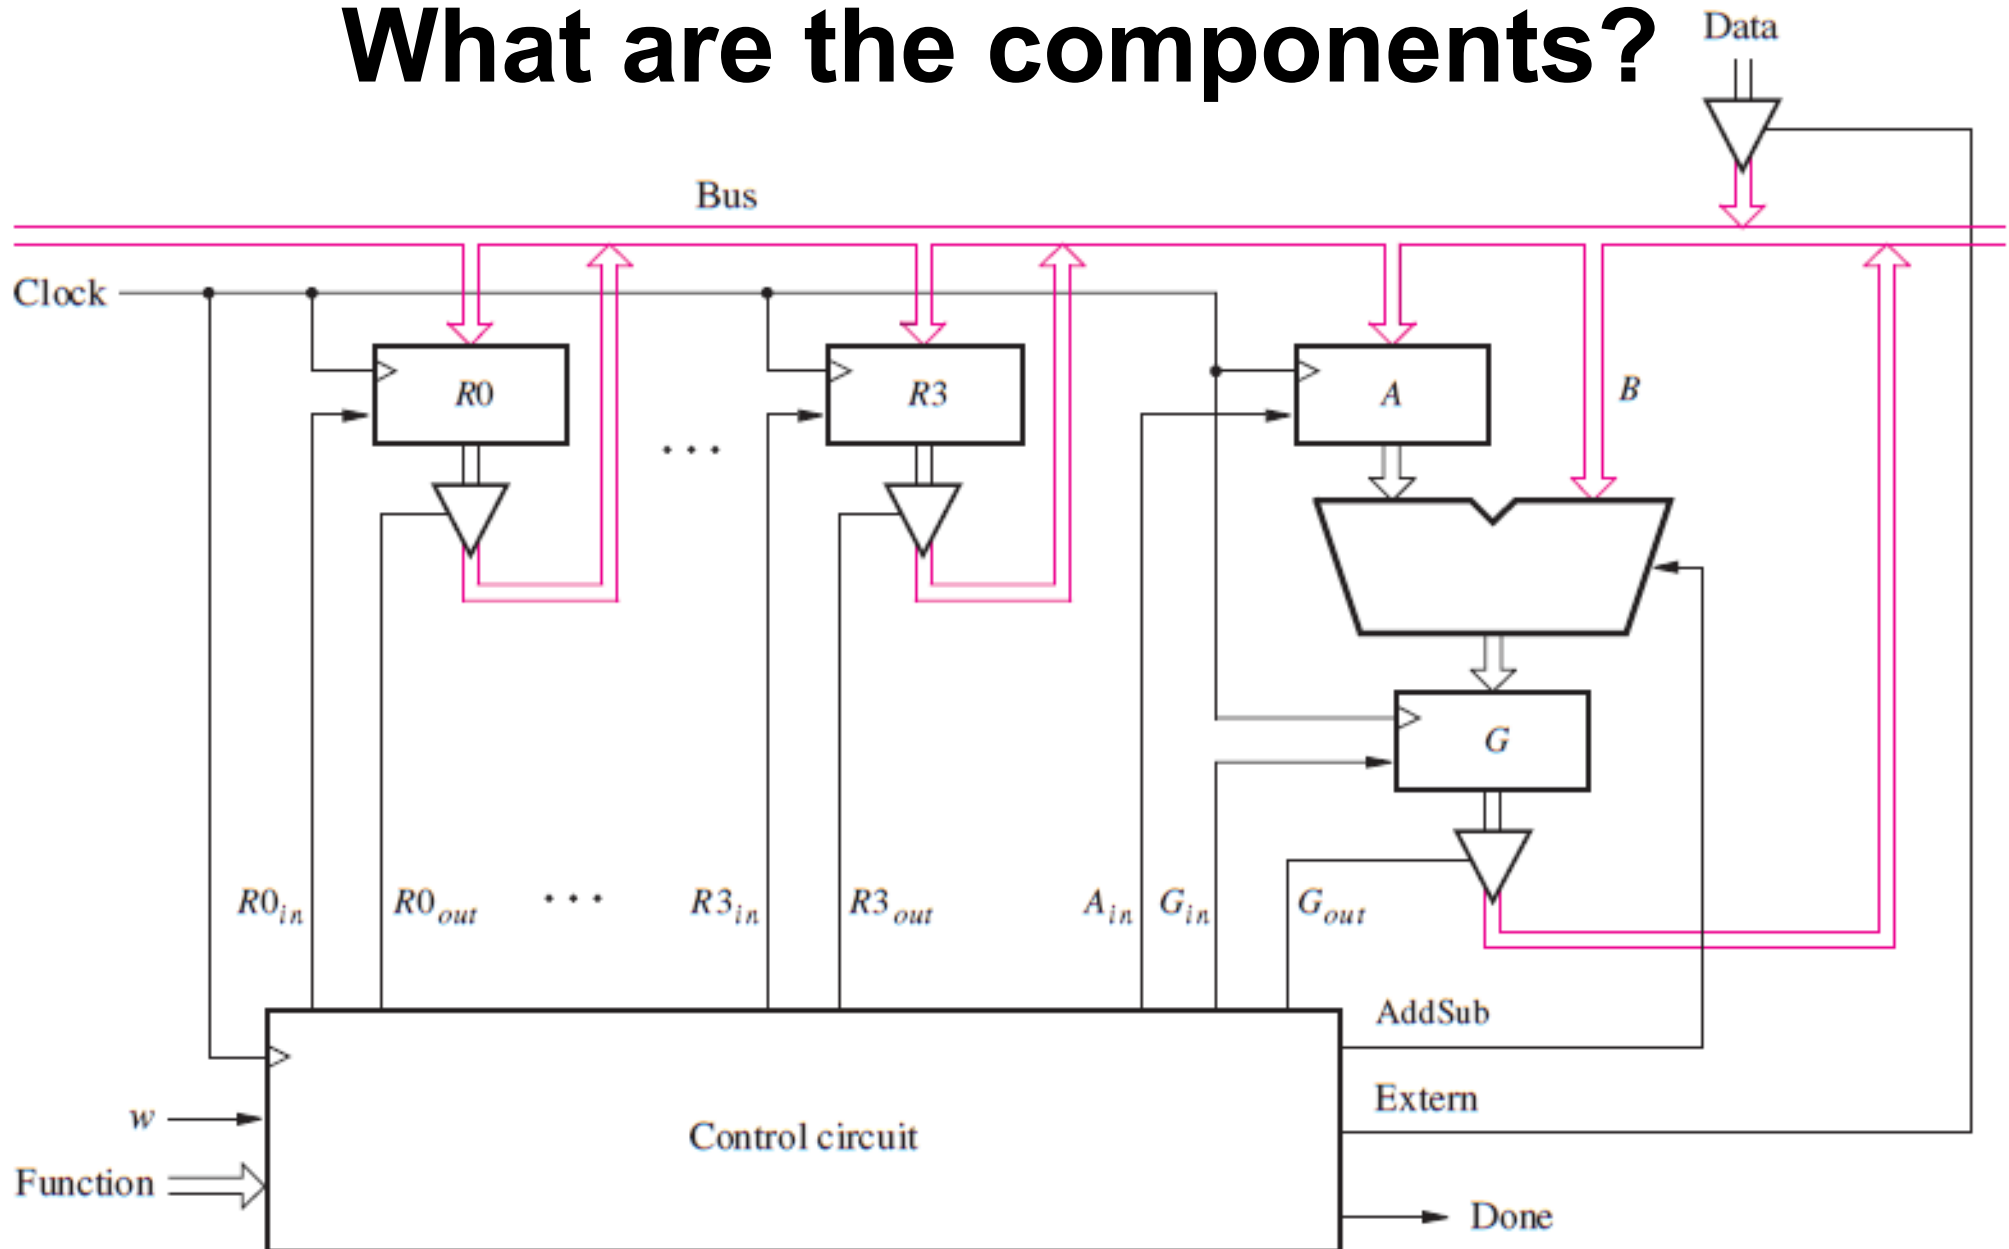 What are the components?
Data
Bus
Clock
R0
R3
A
B
. . .
G
R0in
R0out
. . .
R3in
R3out
Ain
Gin
Gout
AddSub
Extern
w
Control circuit
Function
Done